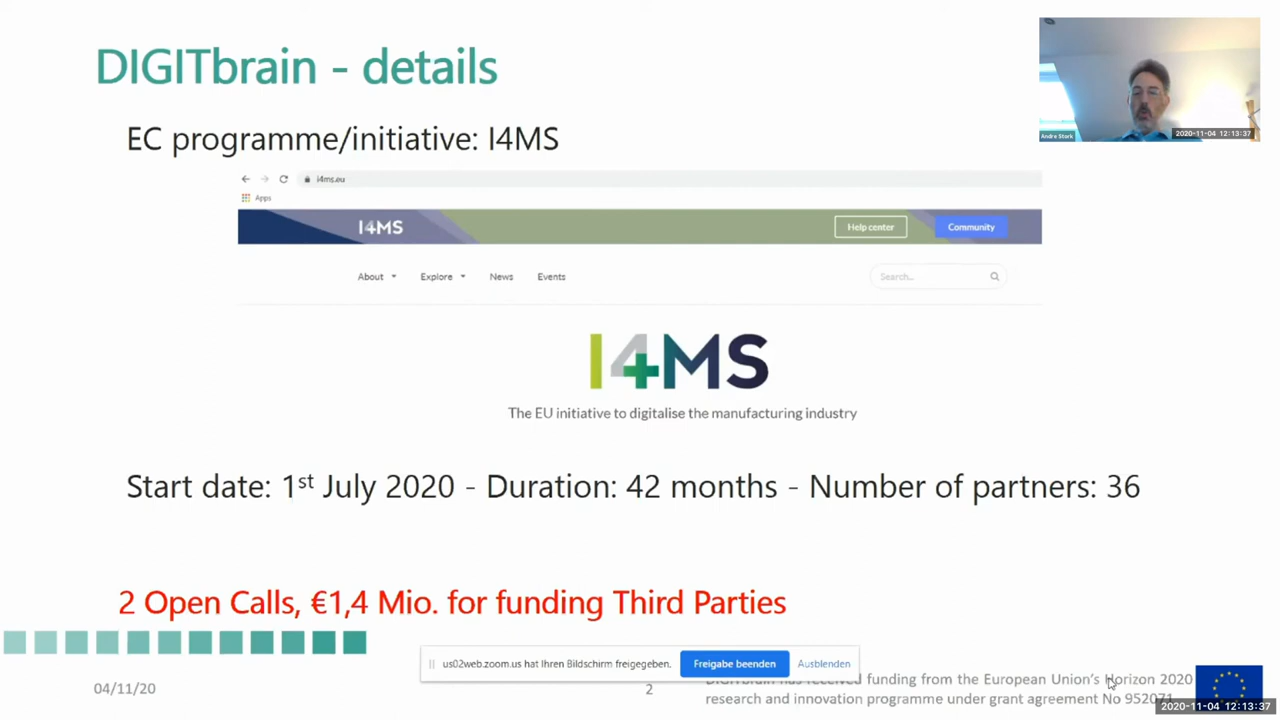 DIGITbrain - details
Andre Stork
2020-11-04 12:13:37
EC programme/initiative: I4MS
i4ms.eu
Apps
I4MS
Help center
Community
About
Explore
News
Events
Search...
I4MS
The EU initiative to digitalise the manufacturing industry
Start date: 1st July 2020 - Duration: 42 months - Number of partners: 36
2 Open Calls, €1,4 Mio. for funding Third Parties
us02web.zoom.us hat Ihren Bildschirm freigegeben.
Freigabe beenden
Ausblenden
04/11/20
2
DIGITbrain has received funding from the European Union's Horizon 2020
research and innovation programme under grant agreement No 952071
2020-11-04 12:13:37